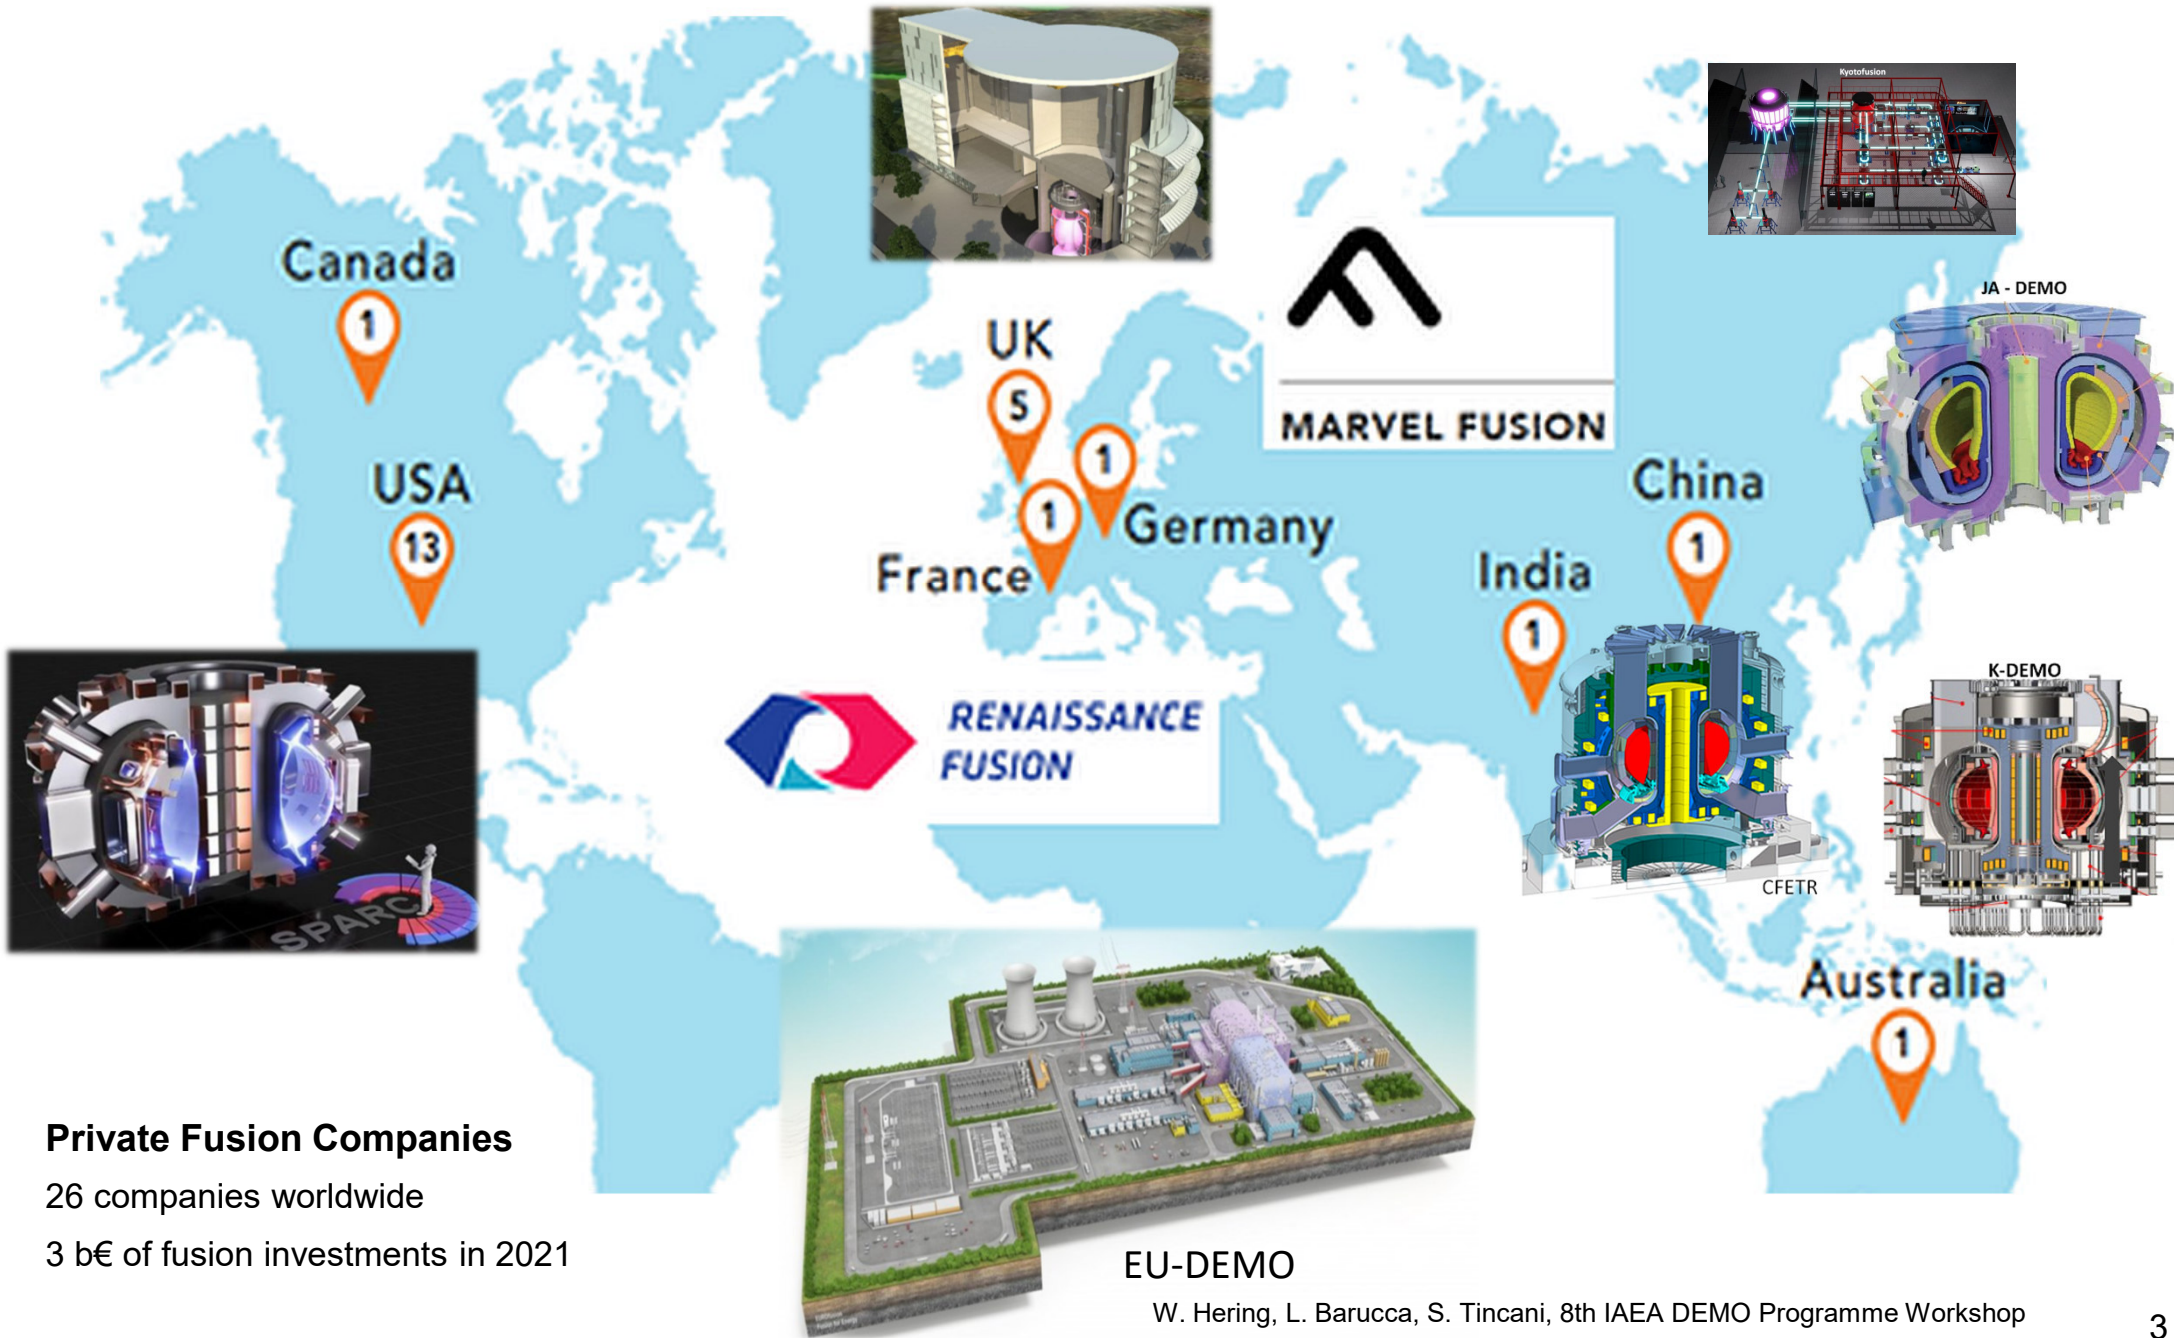 Kyotofusion
Canada
1
JA - DEMO
UK
5
MARVEL FUSION
1
USA
13
China
1
1
Germany
France
India
1
K-DEMO
RENAISSANCE
FUSION
CFETR
SPARC
Australia
1
Private Fusion Companies
26 companies worldwide
3 b€ of fusion investments in 2021
EU-DEMO
W. Hering, L. Barucca, S. Tincani, 8th IAEA DEMO Programme Workshop
3